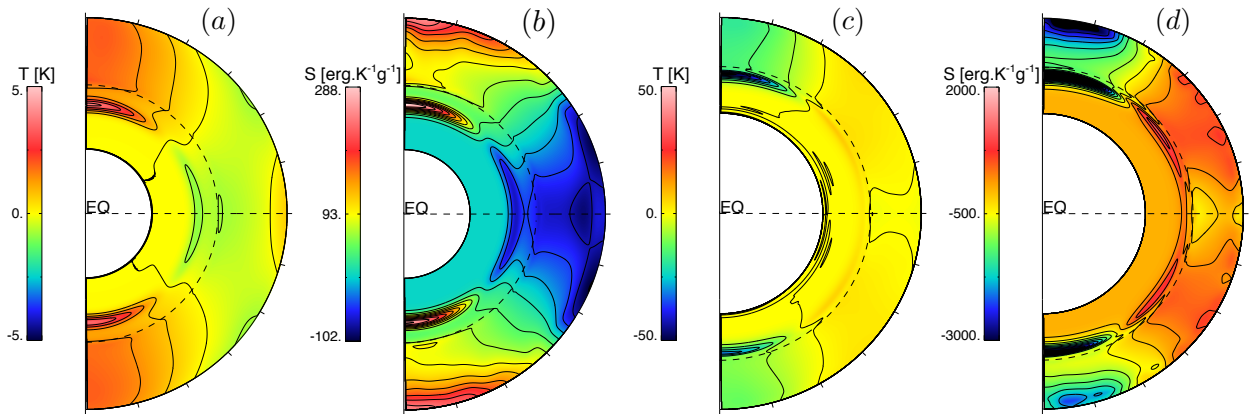 (a)
T [K]
5.
0.
-5.
EQ
(b)
S [erg.K⁻¹g⁻¹]
288.
93.
-102.
EQ
(c)
T [K]
50.
0.
-50.
EQ
(d)
S [erg.K⁻¹g⁻¹]
2000.
-500.
-3000.
EQ